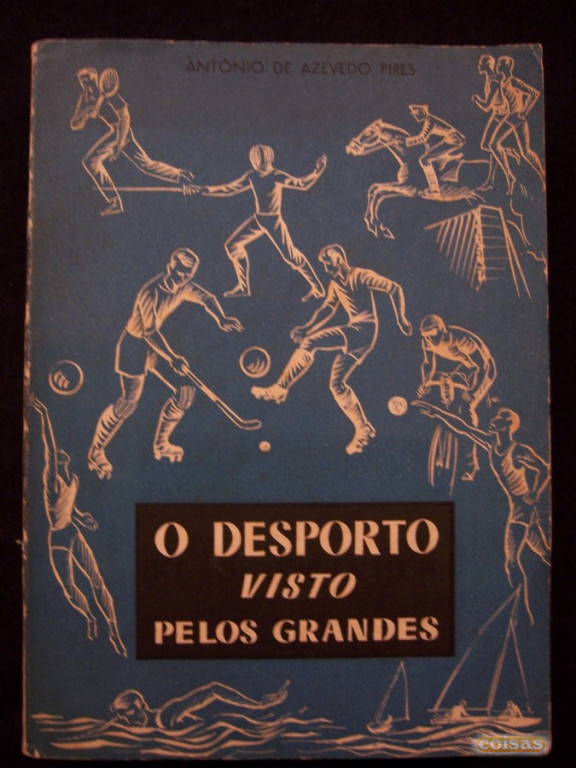 ANTÓNIO DE AZEVEDO PIRES
O DESPORTO
VISTO
PELOS GRANDES
coisas